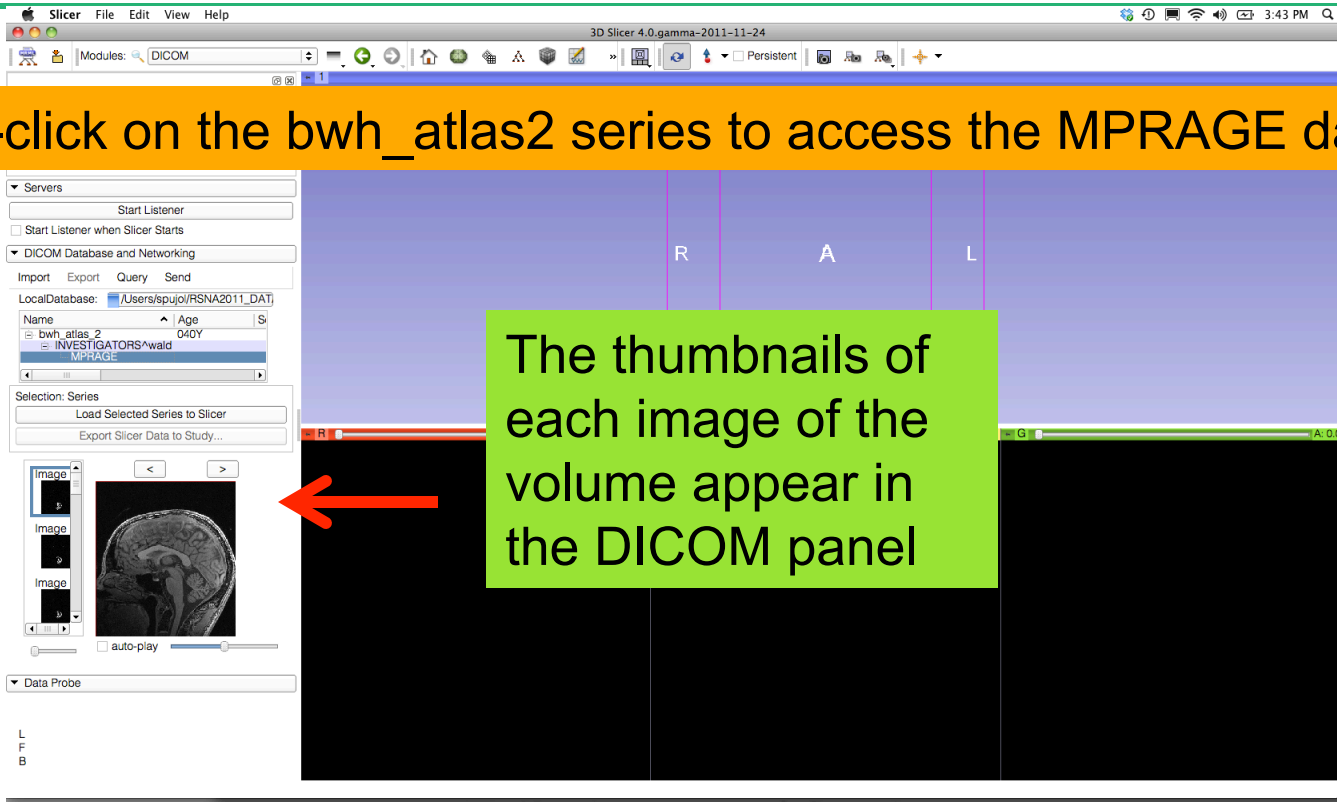 Slicer File Edit View Help 3:43 PM
3D Slicer 4.0.gamma-2011-11-24
Modules: DICOM » Persistent
1
-click on the bwh_atlas2 series to access the MPRAGE da
Servers
Start Listener
Start Listener when Slicer Starts
DICOM Database and Networking
Import Export Query Send
LocalDatabase: /Users/spujol/RSNA2011_DAT
Name Age S
bwh_atlas_2 040Y
INVESTIGATORS^wald
MPRAGE
Selection: Series
Load Selected Series to Slicer
Export Slicer Data to Study...
R A L
The thumbnails of
each image of the
volume appear in
the DICOM panel
R G A: 0.0
< >
Image
Image
Image
auto-play
Data Probe
L
F
B